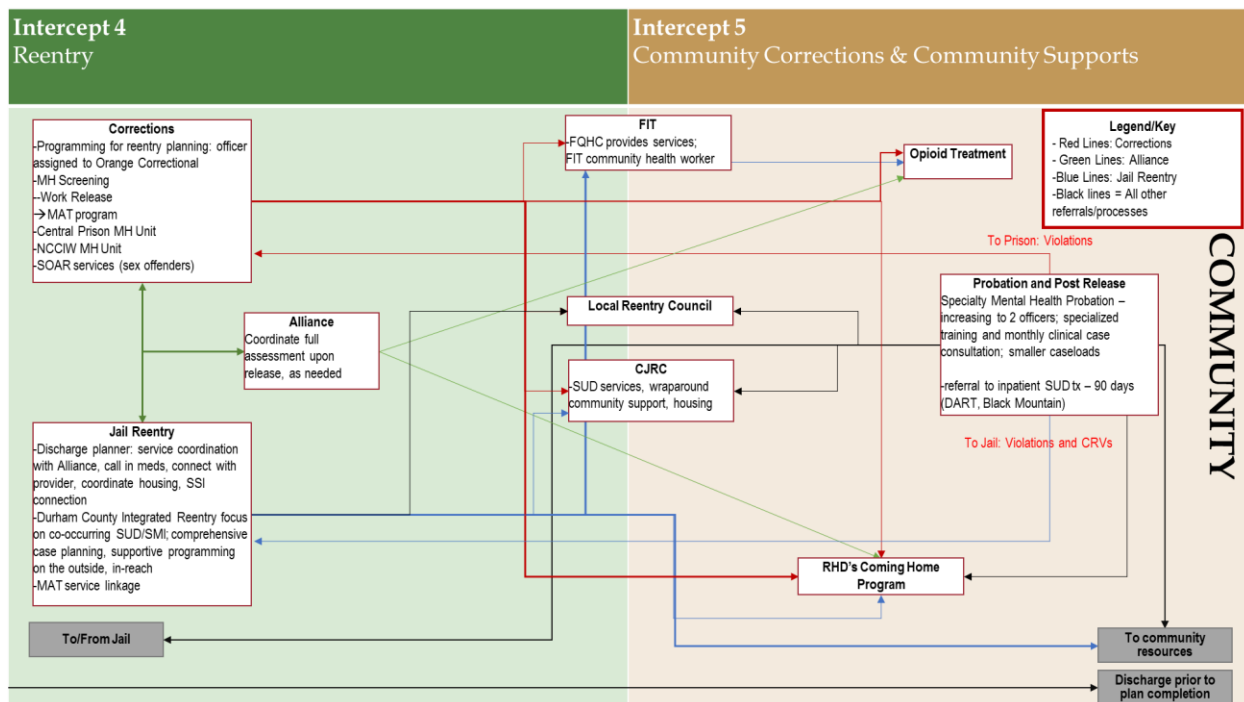 Intercept 4
Reentry
Intercept 5
Community Corrections & Community Supports
Corrections
-Programming for reentry planning: officer
assigned to Orange Correctional
-MH Screening
--Work Release
→MAT program
-Central Prison MH Unit
-NCCIW MH Unit
-SOAR services (sex offenders)
FIT
-FQHC provides services;
FIT community health worker
Opioid Treatment
Legend/Key
- Red Lines: Corrections
- Green Lines: Alliance
-Blue Lines: Jail Reentry
-Black lines = All other
referrals/processes
To Prison: Violations
COMMUNITY
Probation and Post Release
Specialty Mental Health Probation –
increasing to 2 officers; specialized
training and monthly clinical case
consultation; smaller caseloads
-referral to inpatient SUD tx – 90 days
(DART, Black Mountain)
Local Reentry Council
Alliance
Coordinate full
assessment upon
release, as needed
CJRC
-SUD services, wraparound
community support, housing
To Jail: Violations and CRVs
Jail Reentry
-Discharge planner: service coordination
with Alliance, call in meds, connect with
provider, coordinate housing, SSI
connection
-Durham County Integrated Reentry focus
on co-occurring SUD/SMI; comprehensive
case planning, supportive programming
on the outside, in-reach
-MAT service linkage
RHD's Coming Home
Program
To/From Jail
To community
resources
Discharge prior to
plan completion